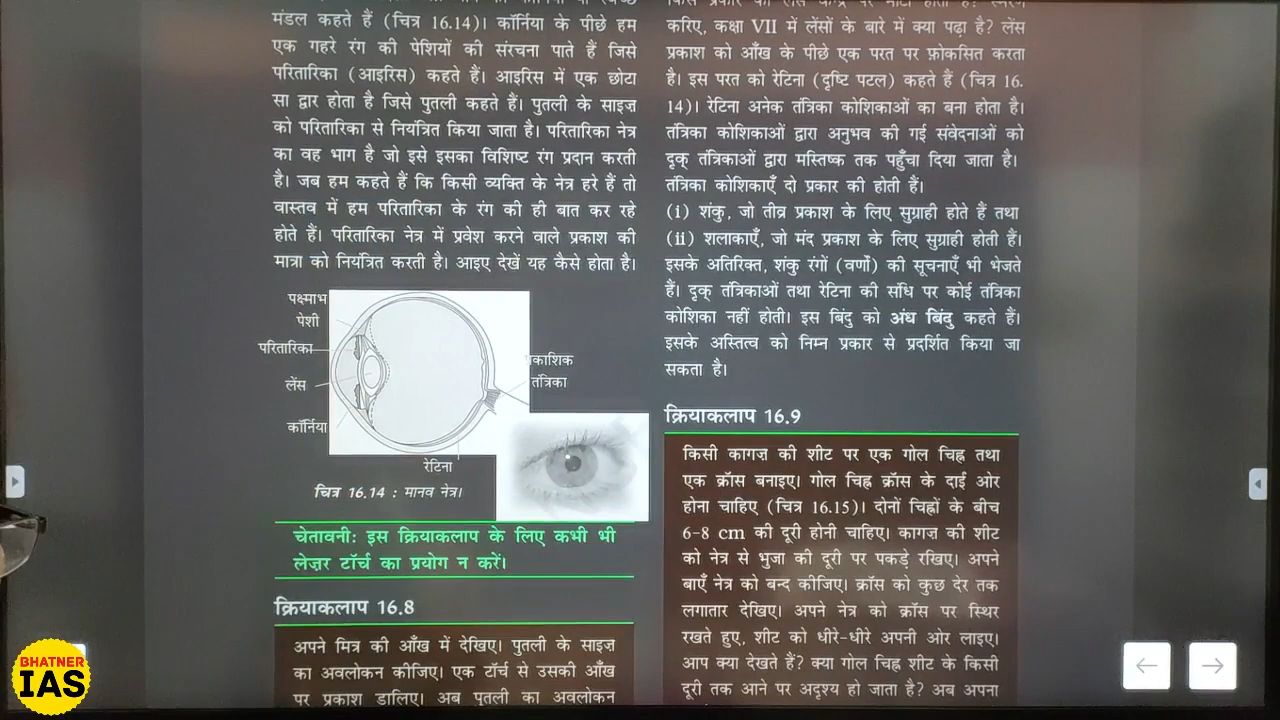 मंडल कहते हैं (चित्र 16.14)। कॉर्निया के पीछे हम
एक गहरे रंग की पेशियों की संरचना पाते हैं जिसे
परितारिका (आइरिस) कहते हैं। आइरिस में एक छोटा
सा द्वार होता है जिसे पुतली कहते हैं। पुतली के साइज़
को परितारिका से नियंत्रित किया जाता है। परितारिका नेत्र
का वह भाग है जो इसे इसका विशिष्ट रंग प्रदान करती
है। जब हम कहते हैं कि किसी व्यक्ति के नेत्र हरे हैं तो
वास्तव में हम परितारिका के रंग की ही बात कर रहे
होते हैं। परितारिका नेत्र में प्रवेश करने वाले प्रकाश की
मात्रा को नियंत्रित करती है। आइए देखें यह कैसे होता है।
पक्ष्माभ
पेशी
परितारिका
लेंस
कॉर्निया
रेटिना
प्रकाशिक
तंत्रिका
चित्र 16.14 : मानव नेत्र।
चेतावनी: इस क्रियाकलाप के लिए कभी भी
लेज़र टॉर्च का प्रयोग न करें।
क्रियाकलाप 16.8
अपने मित्र की आँख में देखिए। पुतली के साइज़
का अवलोकन कीजिए। एक टॉर्च से उसकी आँख
पर प्रकाश डालिए। अब पुतली का अवलोकन
करिए, कक्षा VII में लेंसों के बारे में क्या पढ़ा है? लेंस
प्रकाश को आँख के पीछे एक परत पर फ़ोकसित करता
है। इस परत को रेटिना (दृष्टि पटल) कहते हैं (चित्र 16.
14)। रेटिना अनेक तंत्रिका कोशिकाओं का बना होता है।
तंत्रिका कोशिकाओं द्वारा अनुभव की गई संवेदनाओं को
दृक् तंत्रिकाओं द्वारा मस्तिष्क तक पहुँचा दिया जाता है।
तंत्रिका कोशिकाएँ दो प्रकार की होती हैं।
(i) शंकु, जो तीव्र प्रकाश के लिए सुग्राही होते हैं तथा
(ii) शलाकाएँ, जो मंद प्रकाश के लिए सुग्राही होती हैं।
इसके अतिरिक्त, शंकु रंगों (वर्णों) की सूचनाएँ भी भेजते
हैं। दृक् तंत्रिकाओं तथा रेटिना की संधि पर कोई तंत्रिका
कोशिका नहीं होती। इस बिंदु को अंध बिंदु कहते हैं।
इसके अस्तित्व को निम्न प्रकार से प्रदर्शित किया जा
सकता है।
क्रियाकलाप 16.9
किसी कागज़ की शीट पर एक गोल चिह्न तथा
एक क्रॉस बनाइए। गोल चिह्न क्रॉस के दाईं ओर
होना चाहिए (चित्र 16.15)। दोनों चिह्नों के बीच
6-8 cm की दूरी होनी चाहिए। कागज़ की शीट
को नेत्र से भुजा की दूरी पर पकड़े रखिए। अपने
बाएँ नेत्र को बन्द कीजिए। क्रॉस को कुछ देर तक
लगातार देखिए। अपने नेत्र को क्रॉस पर स्थिर
रखते हुए, शीट को धीरे-धीरे अपनी ओर लाइए।
आप क्या देखते हैं? क्या गोल चिह्न शीट के किसी
दूरी तक आने पर अदृश्य हो जाता है? अब अपना
BHATNER
IAS